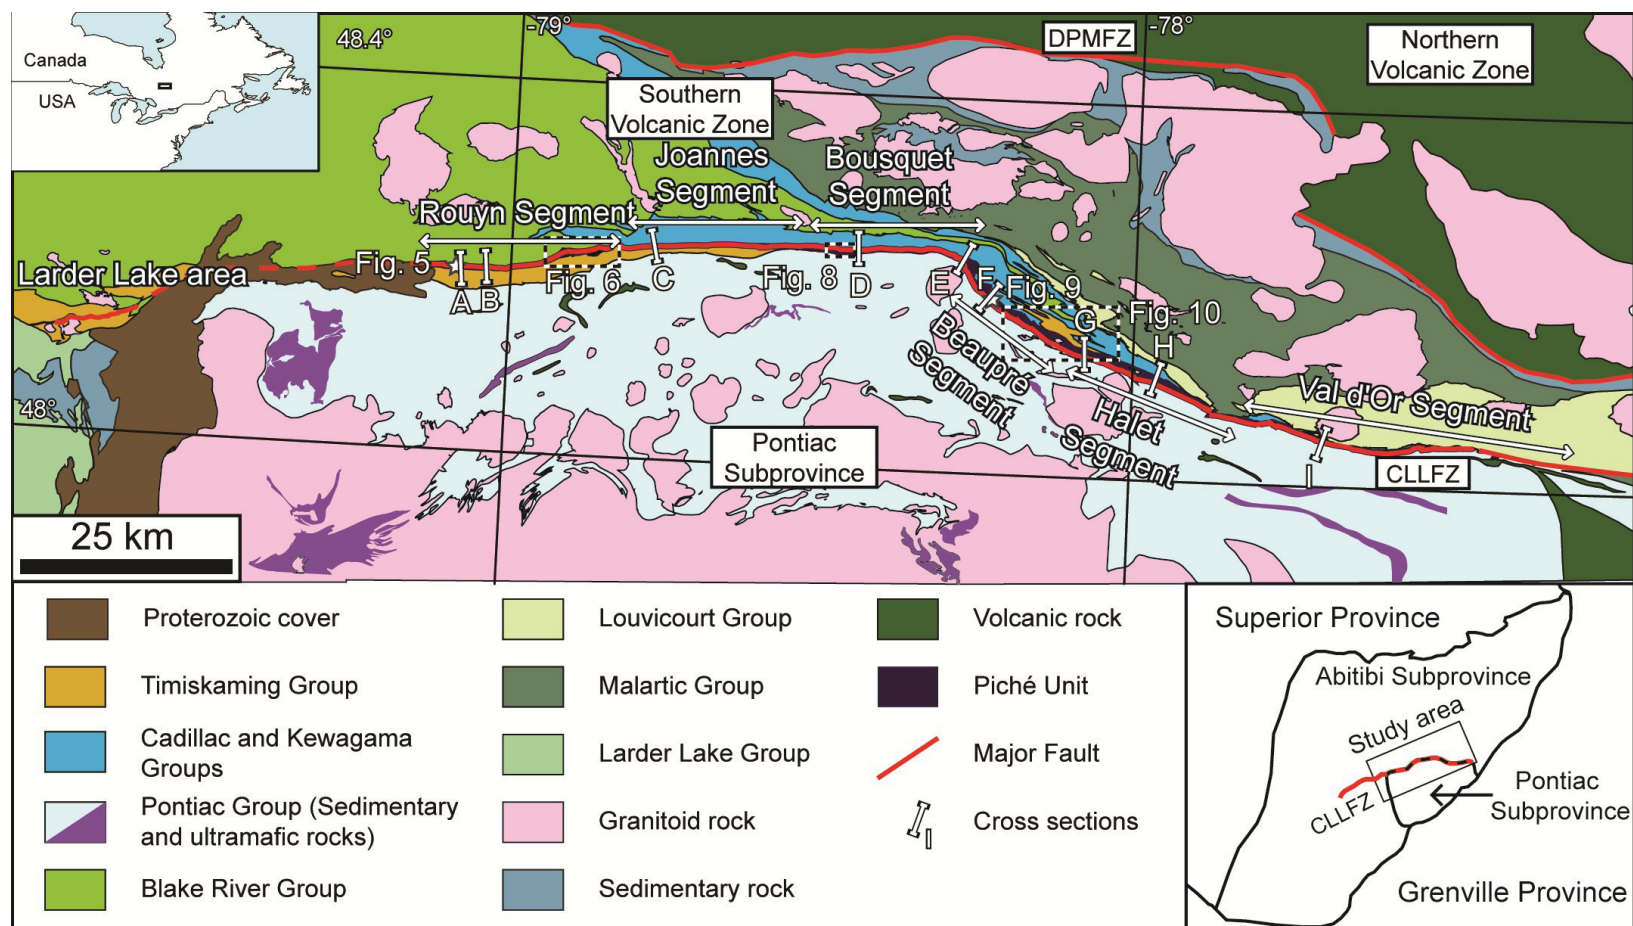 Canada
USA
48.4°
-79°
-78°
DPMFZ
Northern
Volcanic Zone
Southern
Volcanic Zone
Joannes
Segment
Bousquet
Segment
Rouyn Segment
Larder Lake area
Fig. 5
A
B
Fig. 6
C
Fig. 8
D
E
F
Fig. 9
G
Fig. 10
H
Beaupré
Segment
Halet
Segment
Val d'Or Segment
I
CLLFZ
48°
Pontiac
Subprovince
25 km
Proterozoic cover
Timiskaming Group
Cadillac and Kewagama
Groups
Pontiac Group (Sedimentary
and ultramafic rocks)
Blake River Group
Louvicourt Group
Malartic Group
Larder Lake Group
Granitoid rock
Sedimentary rock
Volcanic rock
Piché Unit
Major Fault
I
Cross sections
Superior Province
Abitibi Subprovince
Study area
CLLFZ
Pontiac
Subprovince
Grenville Province